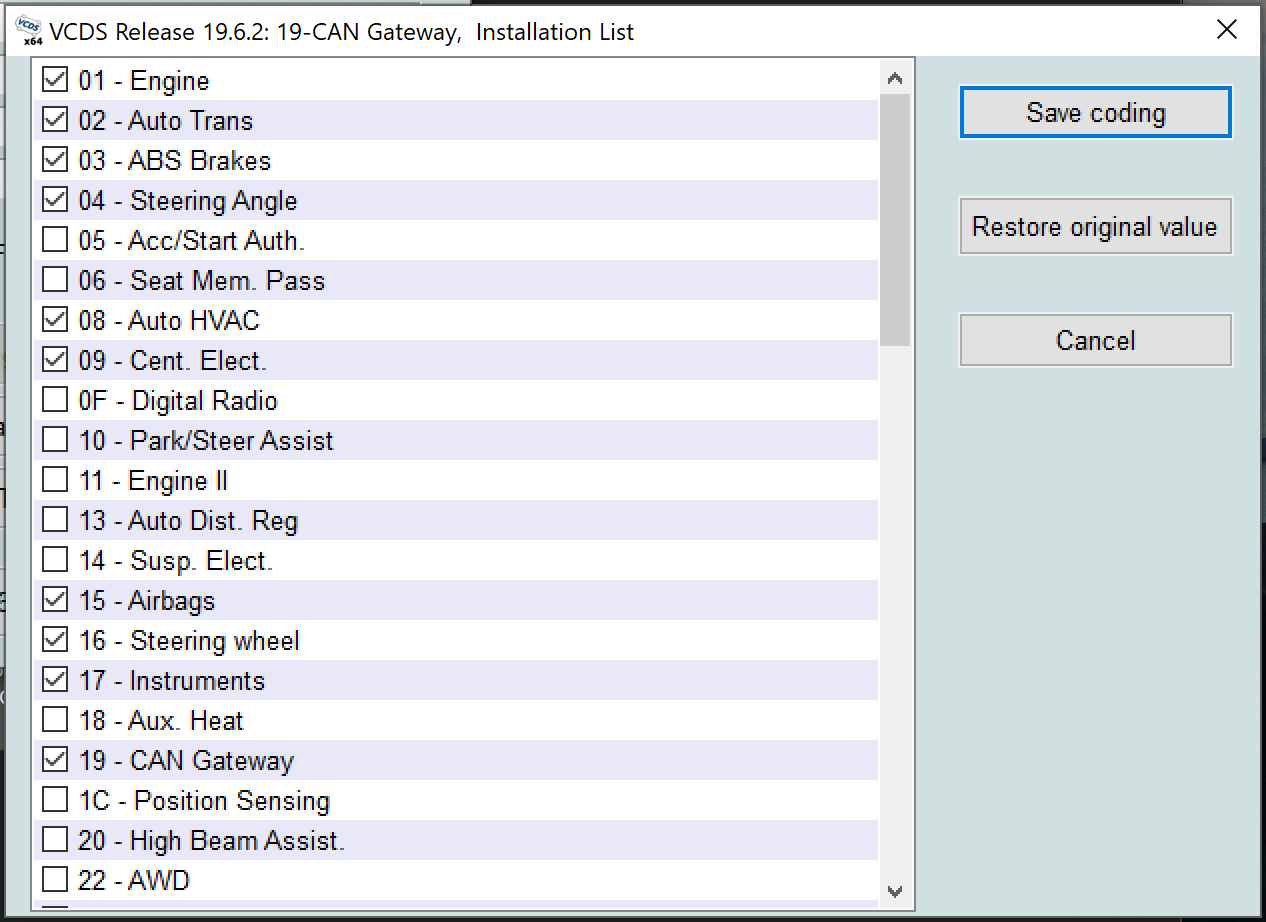 VCDS
x64
VCDS Release 19.6.2: 19-CAN Gateway,  Installation List
01 - Engine
02 - Auto Trans
03 - ABS Brakes
04 - Steering Angle
05 - Acc/Start Auth.
06 - Seat Mem. Pass
08 - Auto HVAC
09 - Cent. Elect.
0F - Digital Radio
10 - Park/Steer Assist
11 - Engine II
13 - Auto Dist. Reg
14 - Susp. Elect.
15 - Airbags
16 - Steering wheel
17 - Instruments
18 - Aux. Heat
19 - CAN Gateway
1C - Position Sensing
20 - High Beam Assist.
22 - AWD
Save coding
Restore original value
Cancel